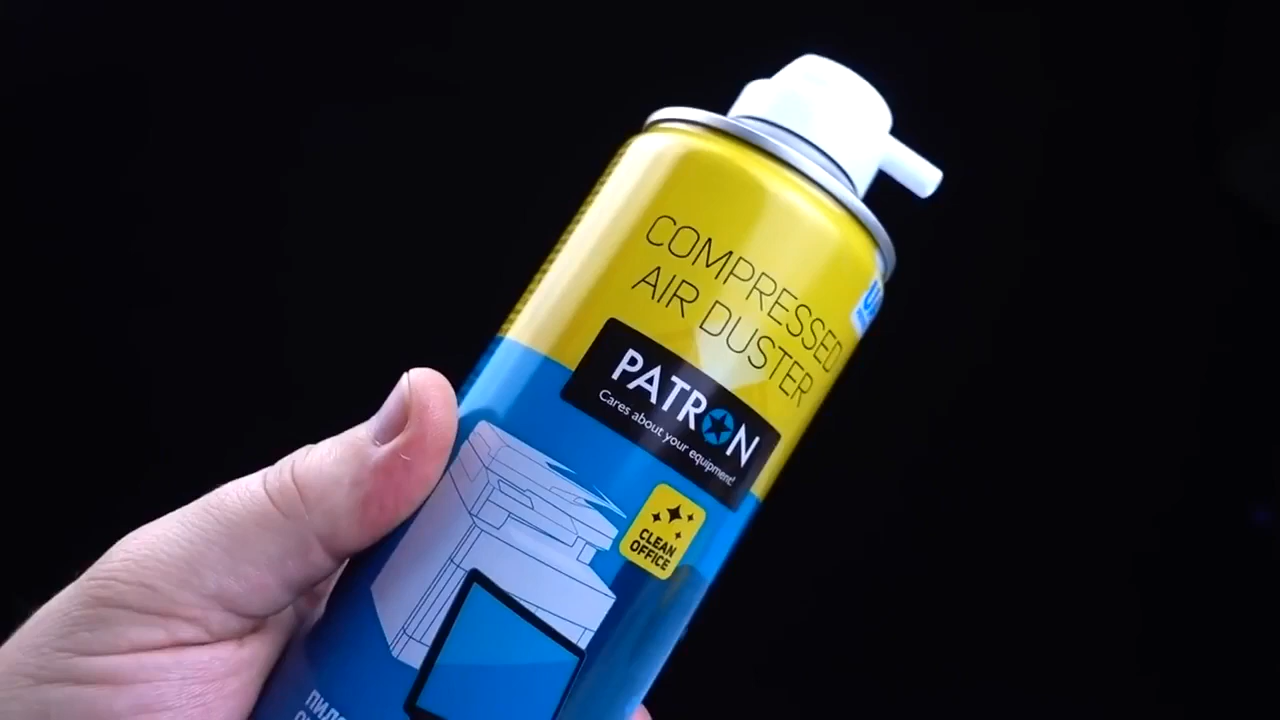 COMPRESSED
AIR DUSTER
PATRON
Cares about your equipment!
CLEAN
OFFICE